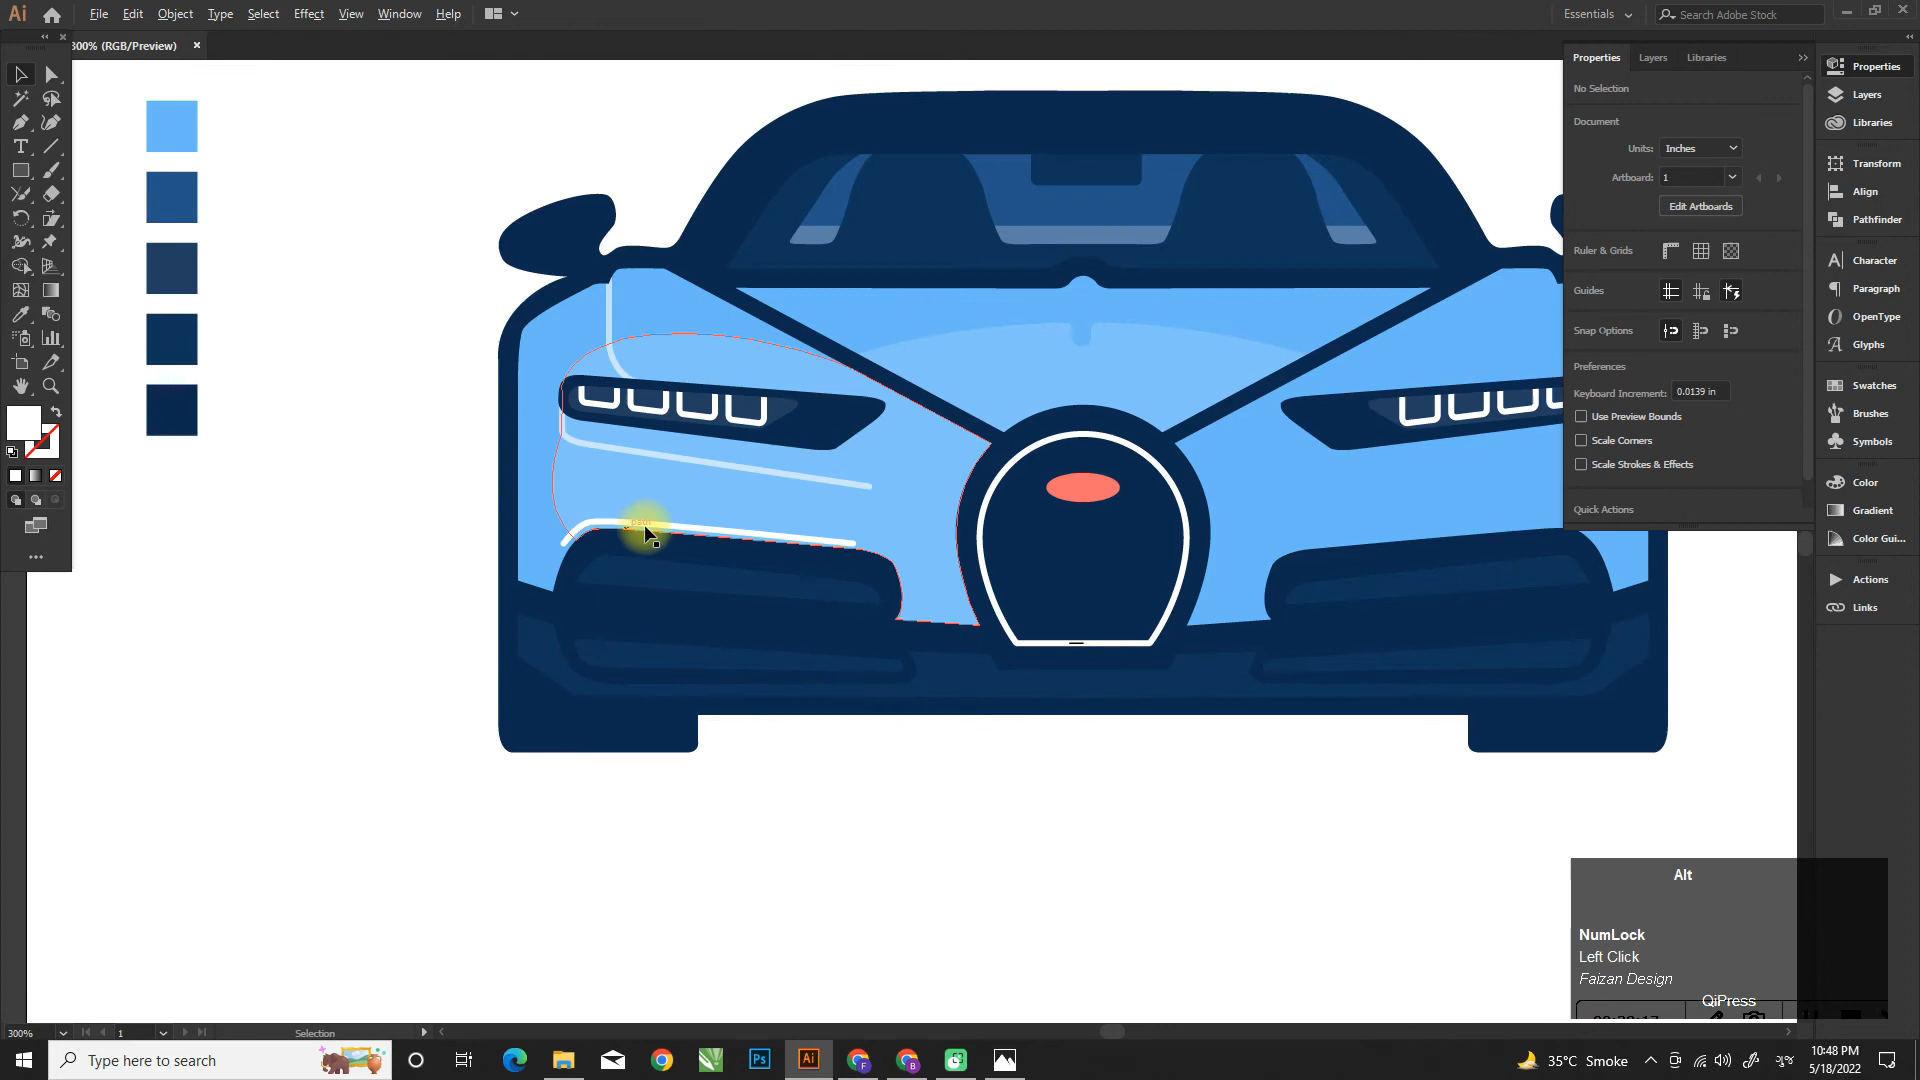 Ai
File Edit Object Type Select Effect View Window Help
Essentials
Search Adobe Stock
300% (RGB/Preview)
Properties Layers Libraries
No Selection
Document
Units: Inches
Artboard: 1
Edit Artboards
Ruler & Grids
Guides
Snap Options
Preferences
Keyboard Increment: 0.0139 in
Use Preview Bounds
Scale Corners
Scale Strokes & Effects
Quick Actions
Properties
Layers
Libraries
Transform
Align
Pathfinder
Character
Paragraph
OpenType
Glyphs
Swatches
Brushes
Symbols
Color
Gradient
Color Gui...
Actions
Links
path
Alt
NumLock
Left Click
Faizan Design
QiPress
300%
1
Selection
Type here to search
Ps
Ai
F
B
35°C Smoke
10:48 PM
5/18/2022